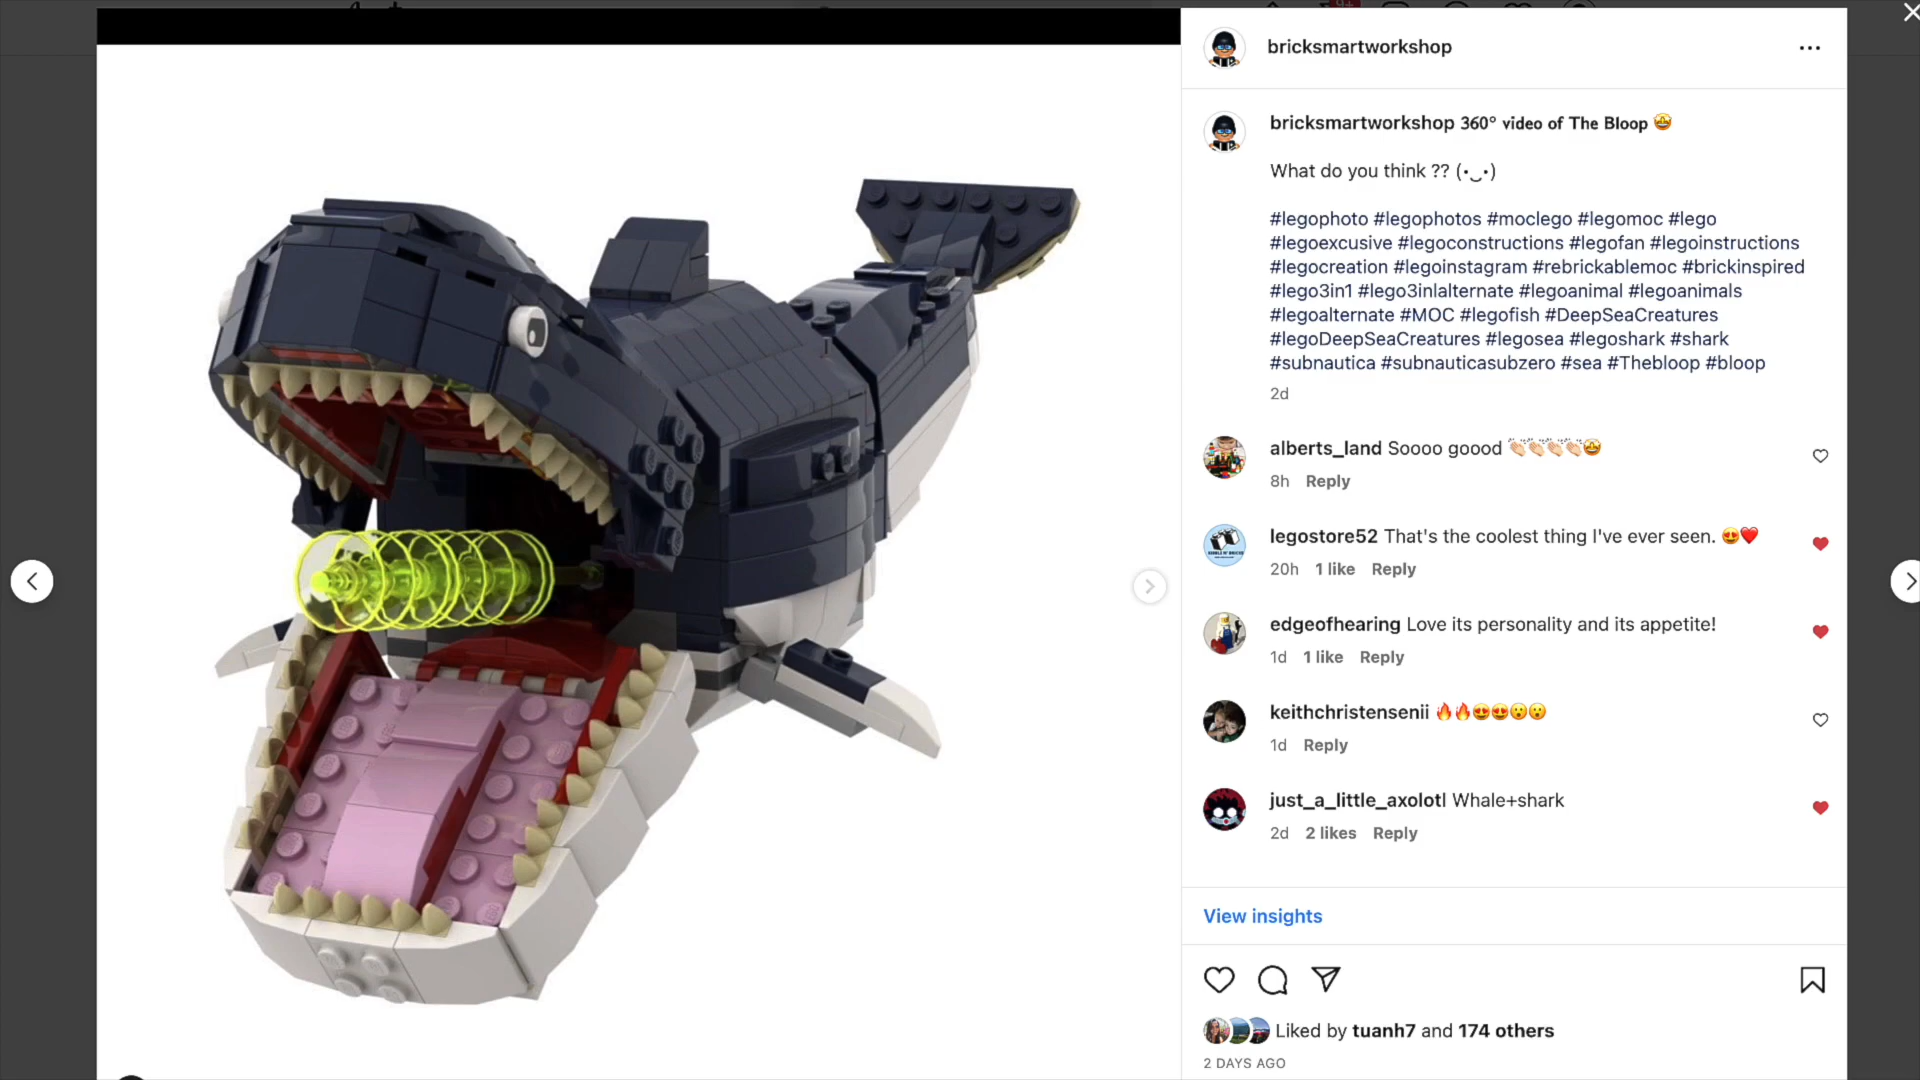 bricksmartworkshop
bricksmartworkshop 360° video of The Bloop 🤩
What do you think ?? (•‿•)
#legophoto #legophotos #moclego #legomoc #lego
#legoexcusive #legoconstructions #legofan #legoinstructions
#legocreation #legoinstagram #rebrickablemoc #brickinspired
#lego3in1 #lego3inlalternate #legoanimal #legoanimals
#legoalternate #MOC #legofish #DeepSeaCreatures
#legoDeepSeaCreatures #legosea #legoshark #shark
#subnautica #subnauticasubzero #sea #Thebloop #bloop
2d
alberts_land Soooo goood 👏🏻👏🏻👏🏻👏🏻🤩
8h Reply
legostore52 That's the coolest thing I've ever seen. 😍❤️
20h 1 like Reply
edgeofhearing Love its personality and its appetite!
1d 1 like Reply
keithchristensenii 🔥🔥😍😍😮😮
1d Reply
just_a_little_axolotl Whale+shark
2d 2 likes Reply
View insights
Liked by tuanh7 and 174 others
2 DAYS AGO